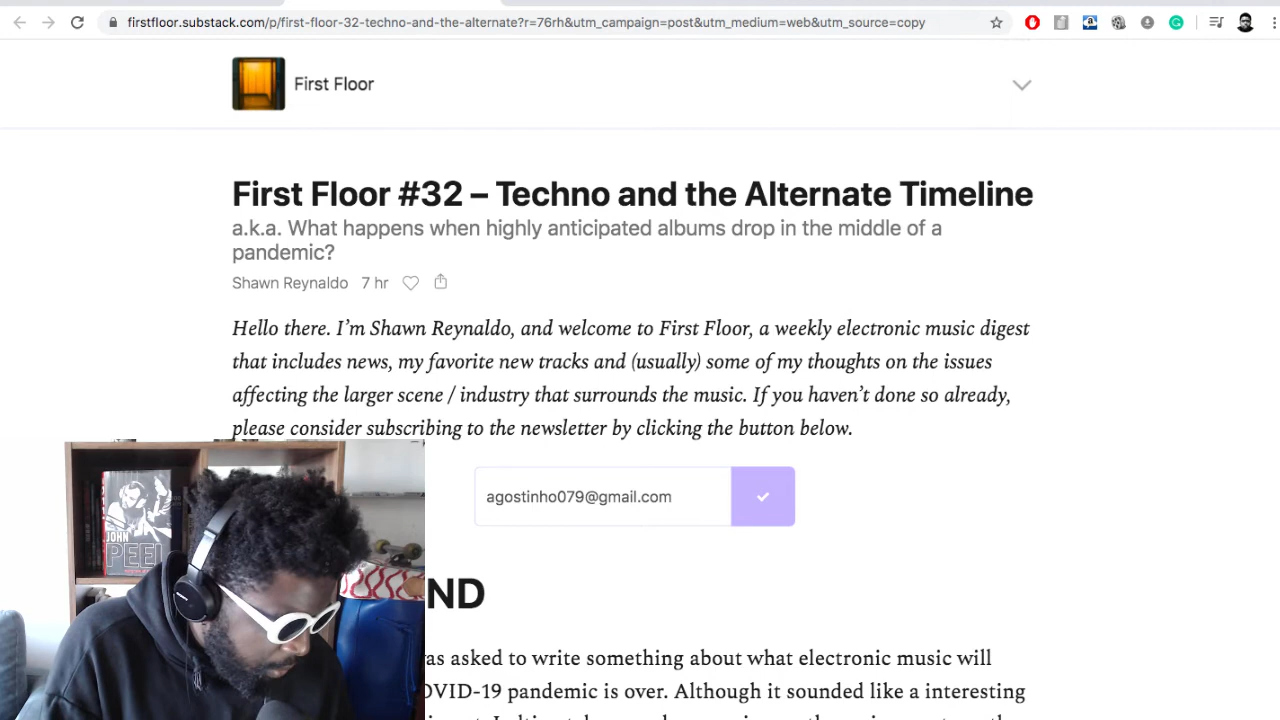 firstfloor.substack.com/p/first-floor-32-techno-and-the-alternate?r=76rh&utm_campaign=post&utm_medium=web&utm_source=copy
First Floor
First Floor #32 – Techno and the Alternate Timeline
a.k.a. What happens when highly anticipated albums drop in the middle of a
pandemic?
Shawn Reynaldo 7 hr
Hello there. I’m Shawn Reynaldo, and welcome to First Floor, a weekly electronic music digest
that includes news, my favorite new tracks and (usually) some of my thoughts on the issues
affecting the larger scene / industry that surrounds the music. If you haven’t done so already,
please consider subscribing to the newsletter by clicking the button below.
agostinho079@gmail.com
JOHN
PEEL
ND
as asked to write something about what electronic music will
OVID-19 pandemic is over. Although it sounded like a interesting